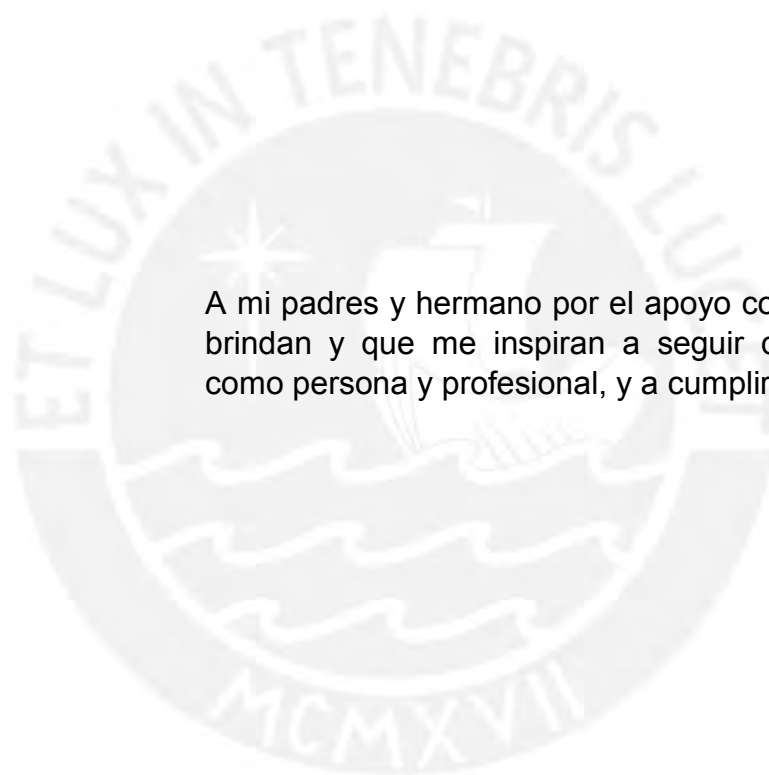 ET LUX IN TENEBRIS LUCET
A mi padres y hermano por el apoyo co
brindan y que me inspiran a seguir c
como persona y profesional, y a cumplir
MCMXVII